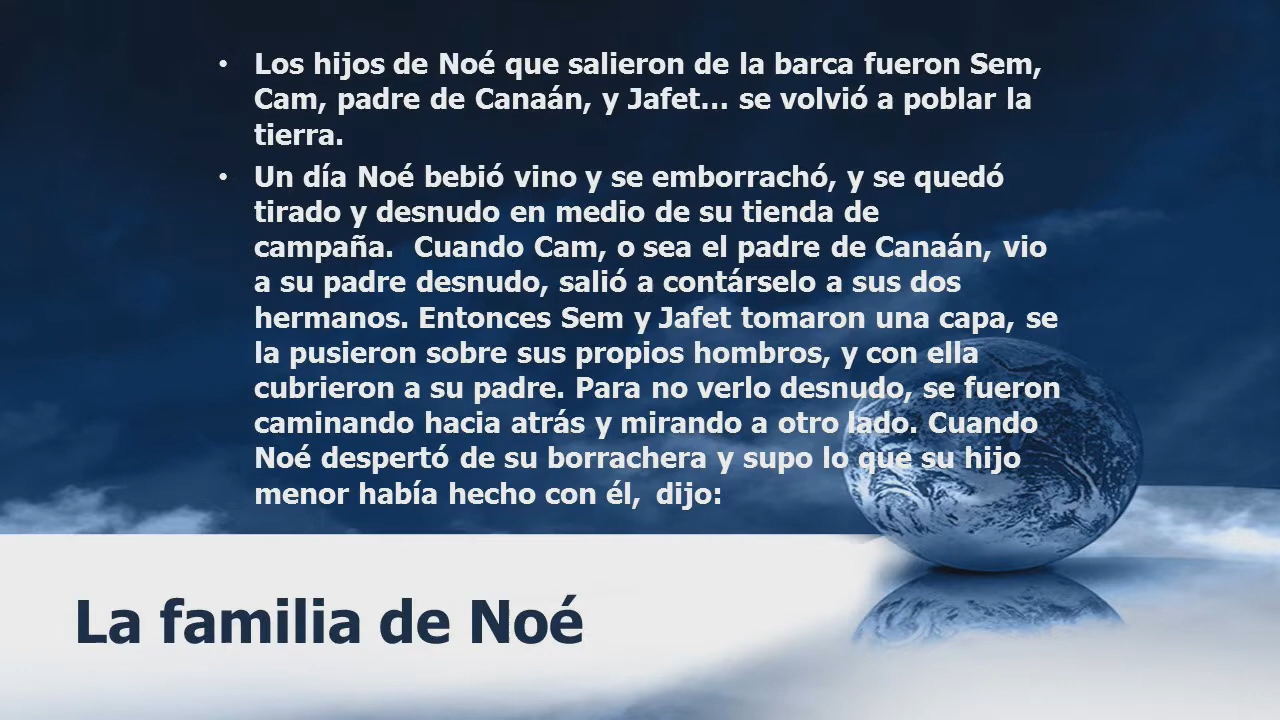 • Los hijos de Noé que salieron de la barca fueron Sem,
Cam, padre de Canaán, y Jafet... se volvió a poblar la
tierra.
• Un día Noé bebió vino y se emborrachó, y se quedó
tirado y desnudo en medio de su tienda de
campaña.  Cuando Cam, o sea el padre de Canaán, vio
a su padre desnudo, salió a contárselo a sus dos
hermanos. Entonces Sem y Jafet tomaron una capa, se
la pusieron sobre sus propios hombros, y con ella
cubrieron a su padre. Para no verlo desnudo, se fueron
caminando hacia atrás y mirando a otro lado. Cuando
Noé despertó de su borrachera y supo lo que su hijo
menor había hecho con él,  dijo:
La familia de Noé